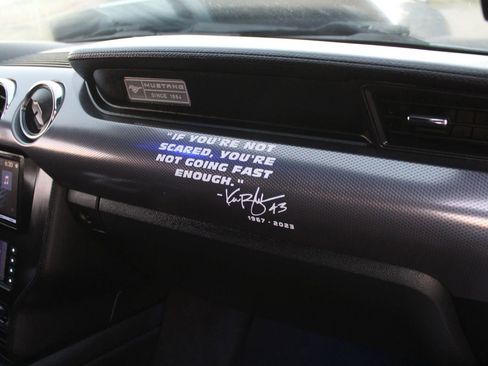 MUSTANG
SINCE 1964
"IF YOU'RE NOT
SCARED, YOU'RE
NOT GOING FAST
ENOUGH."
43
1967 - 2023